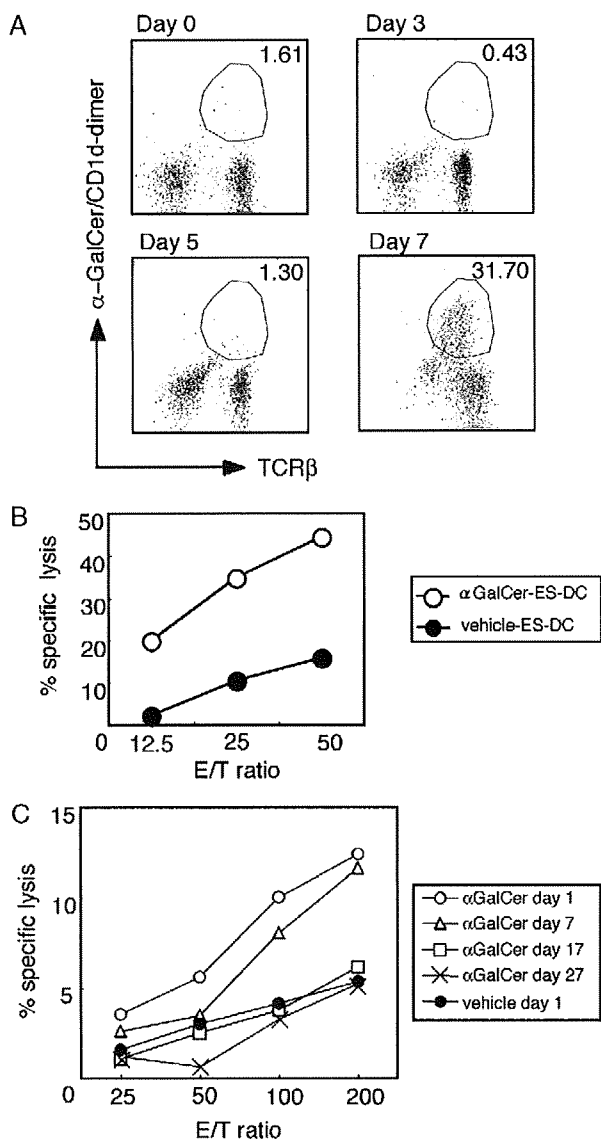 A
Day 0
Day 3
1.61
0.43
Day 5
Day 7
1.30
31.70
α-GalCer/CD1d-dimer
TCRβ
B
50
40
30
20
10
0
12.5
25
50
% specific lysis
E/T ratio
αGalCer-ES-DC
vehicle-ES-DC
C
15
10
5
0
25
50
100
200
% specific lysis
E/T ratio
αGalCer day 1
αGalCer day 7
αGalCer day 17
αGalCer day 27
vehicle day 1